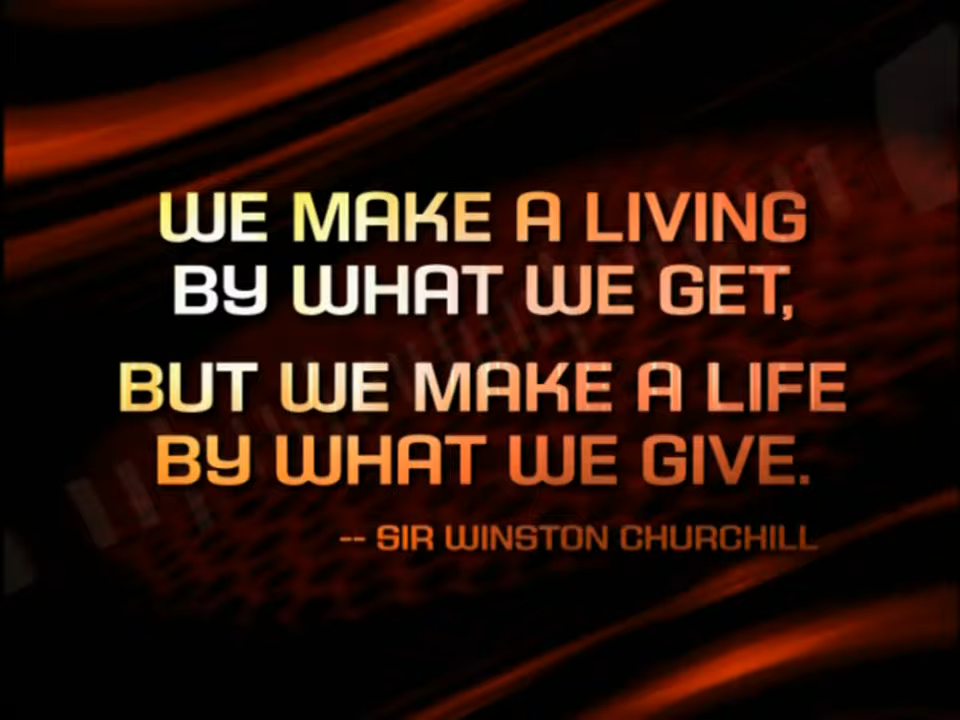 WE MAKE A LIVING
BY WHAT WE GET,
BUT WE MAKE A LIFE
BY WHAT WE GIVE.
-- SIR WINSTON CHURCHILL